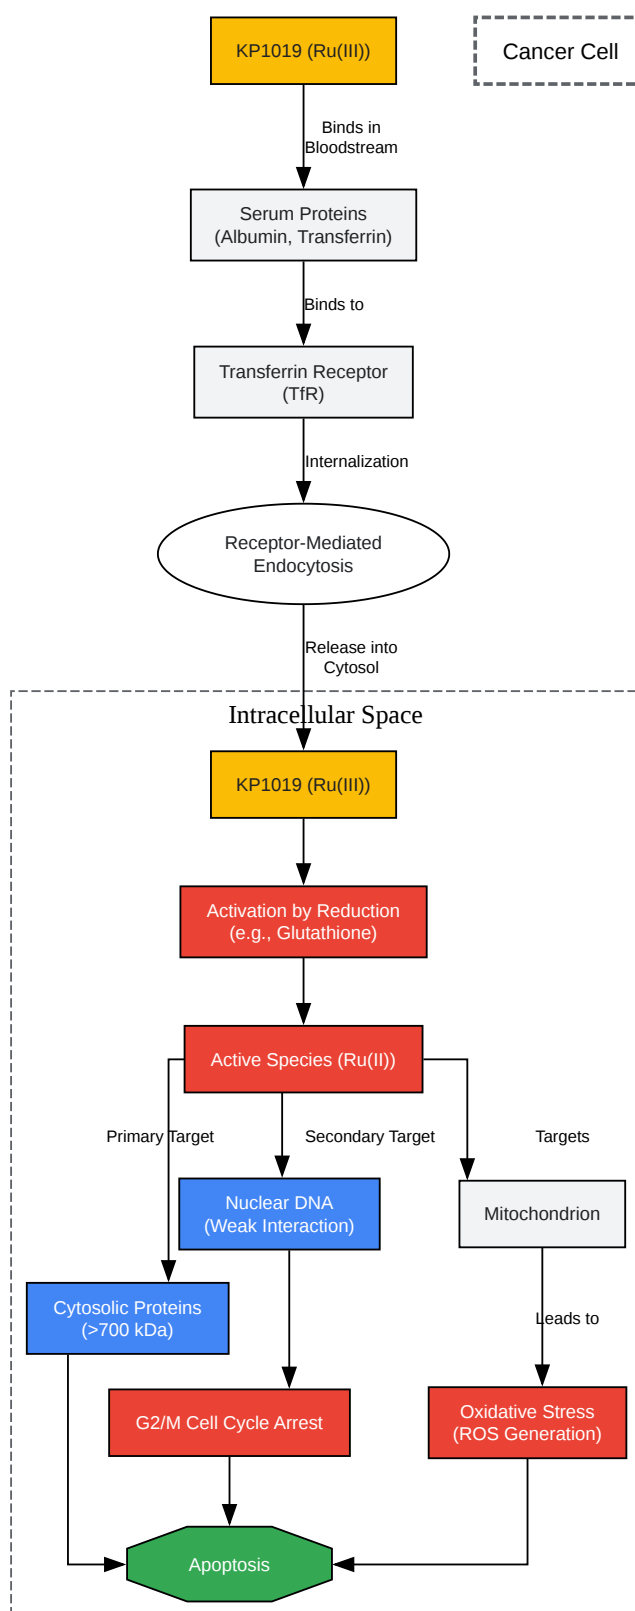 KP1019 (Ru(III))
Cancer Cell
Binds in
Bloodstream
Serum Proteins
(Albumin, Transferrin)
Binds to
Transferrin Receptor
(TfR)
Internalization
Receptor-Mediated
Endocytosis
Release into
Cytosol
Intracellular Space
KP1019 (Ru(III))
Activation by Reduction
(e.g., Glutathione)
Active Species (Ru(II))
Primary Target
Secondary Target
Targets
Nuclear DNA
(Weak Interaction)
Mitochondrion
Cytosolic Proteins
(>700 kDa)
Leads to
G2/M Cell Cycle Arrest
Oxidative Stress
(ROS Generation)
Apoptosis